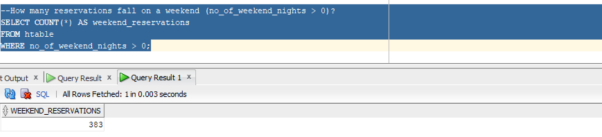 --How many reservations fall on a weekend (no_of_weekend_nights > 0)?
SELECT COUNT(*) AS weekend_reservations
FROM htable
WHERE no_of_weekend_nights > 0;
t Output x Query Result x Query Result 1 x
SQL | All Rows Fetched: 1 in 0.003 seconds
WEEKEND_RESERVATIONS
383